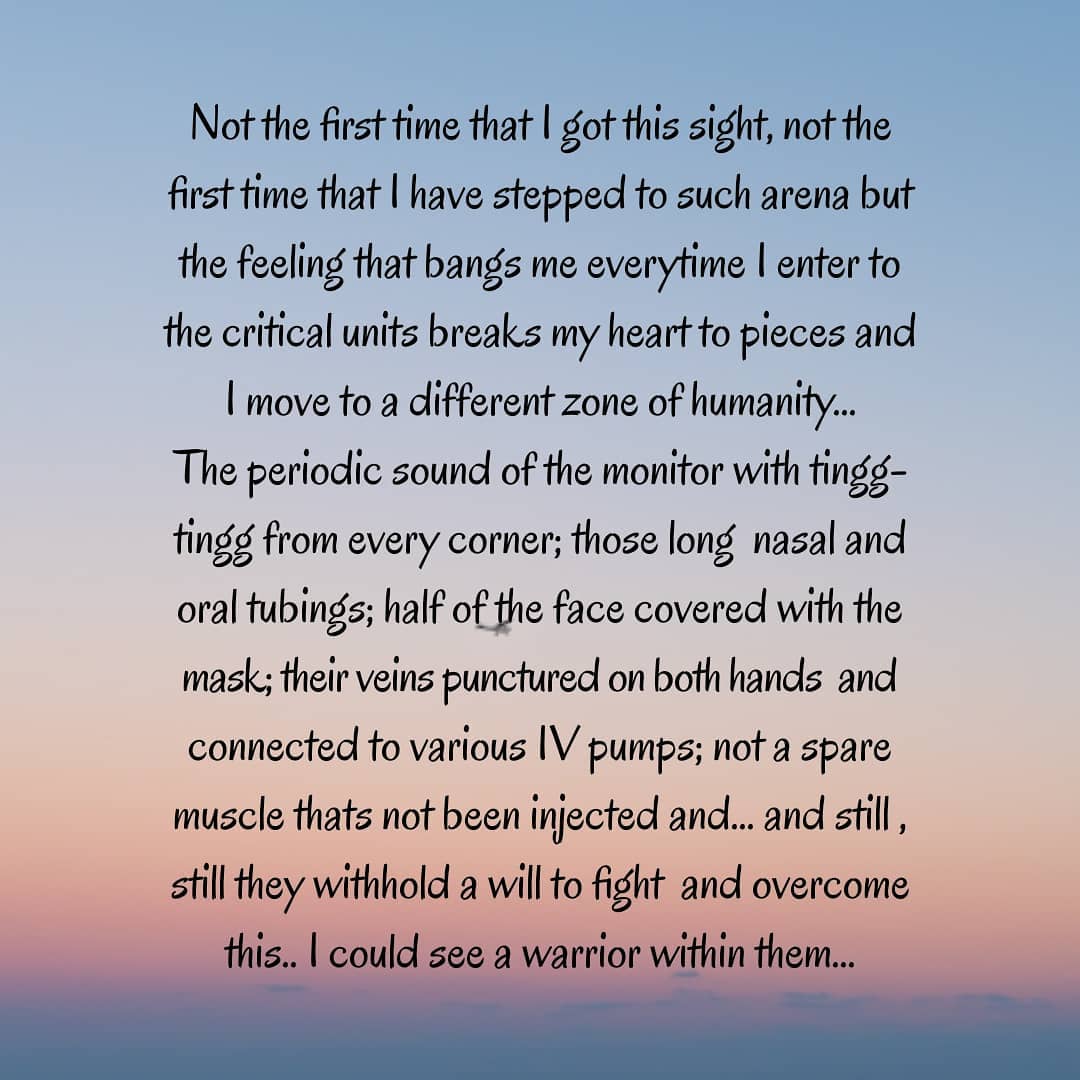 Not the first time that I got this sight, not the
first time that I have stepped to such arena but
the feeling that bangs me everytime I enter to
the critical units breaks my heart to pieces and
I move to a different zone of humanity...
The periodic sound of the monitor with tingg-
tingg from every corner; those long  nasal and
oral tubings; half of the face covered with the
mask; their veins punctured on both hands  and
connected to various IV pumps; not a spare
muscle thats not been injected and... and still ,
still they withhold a will to fight  and overcome
this.. I could see a warrior within them...